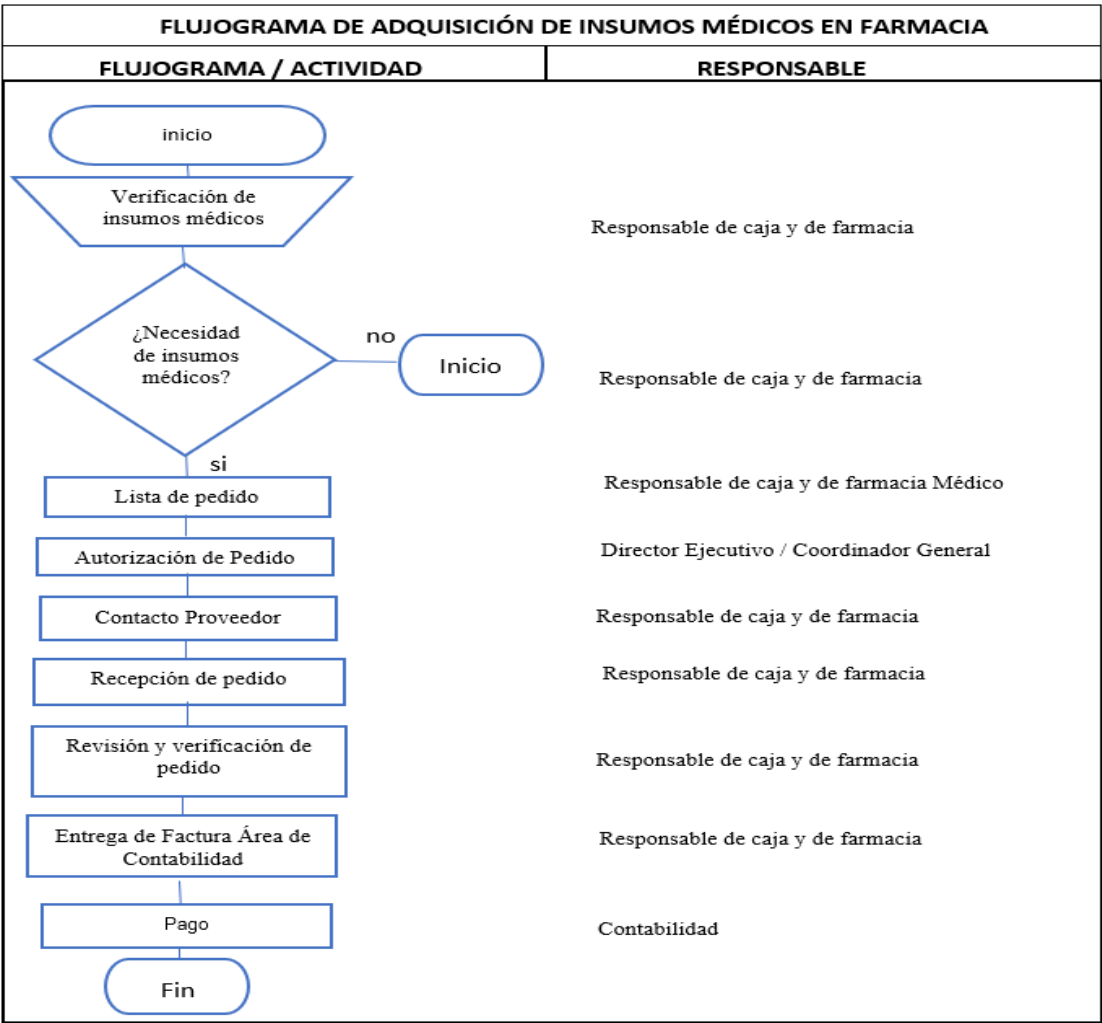 FLUJOGRAMA DE ADQUISICIÓN DE INSUMOS MÉDICOS EN FARMACIA
FLUJOGRAMA / ACTIVIDAD
RESPONSABLE
inicio
Verificación de
insumos médicos
Responsable de caja y de farmacia
¿Necesidad
de insumos
médicos?
no
Inicio
Responsable de caja y de farmacia
si
Lista de pedido
Responsable de caja y de farmacia Médico
Autorización de Pedido
Director Ejecutivo / Coordinador General
Contacto Proveedor
Responsable de caja y de farmacia
Recepción de pedido
Responsable de caja y de farmacia
Revisión y verificación de
pedido
Responsable de caja y de farmacia
Entrega de Factura Área de
Contabilidad
Responsable de caja y de farmacia
Pago
Contabilidad
Fin